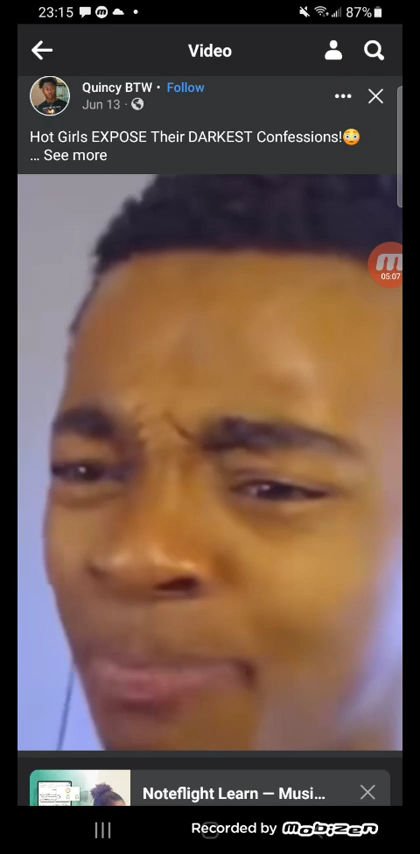 23:15 87%
Video
Quincy BTW • Follow
Jun 13 ·
Hot Girls EXPOSE Their DARKEST Confessions!😳
... See more
05:07
Noteflight Learn — Musi...
Recorded by mobizen